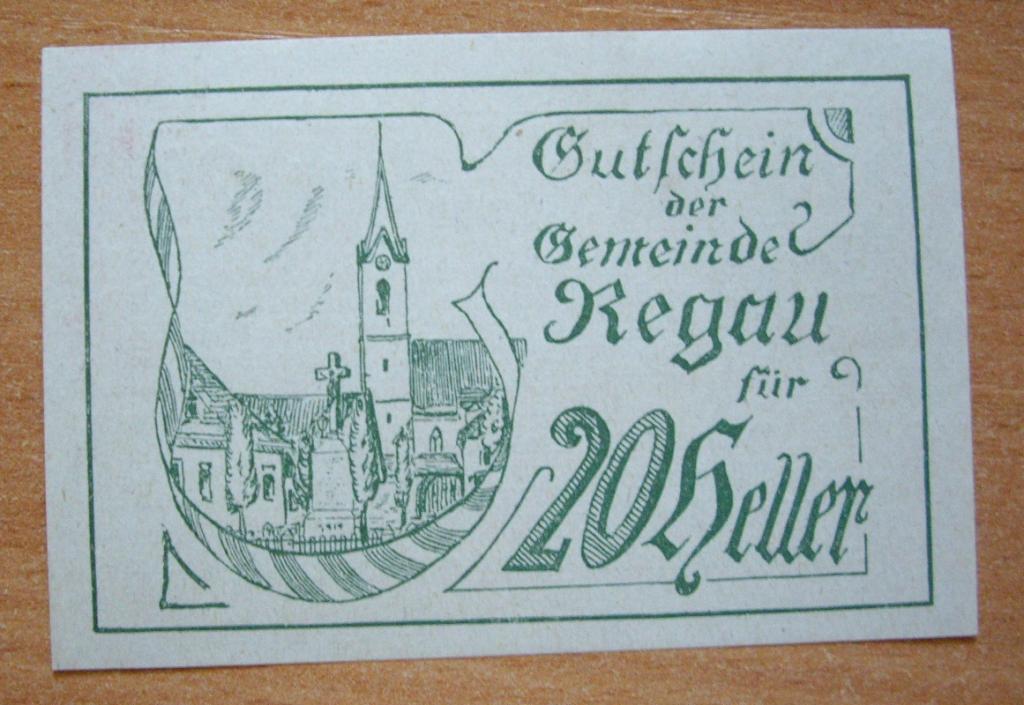 Gutschein
der
Gemeinde
Regau
für
20 Heller